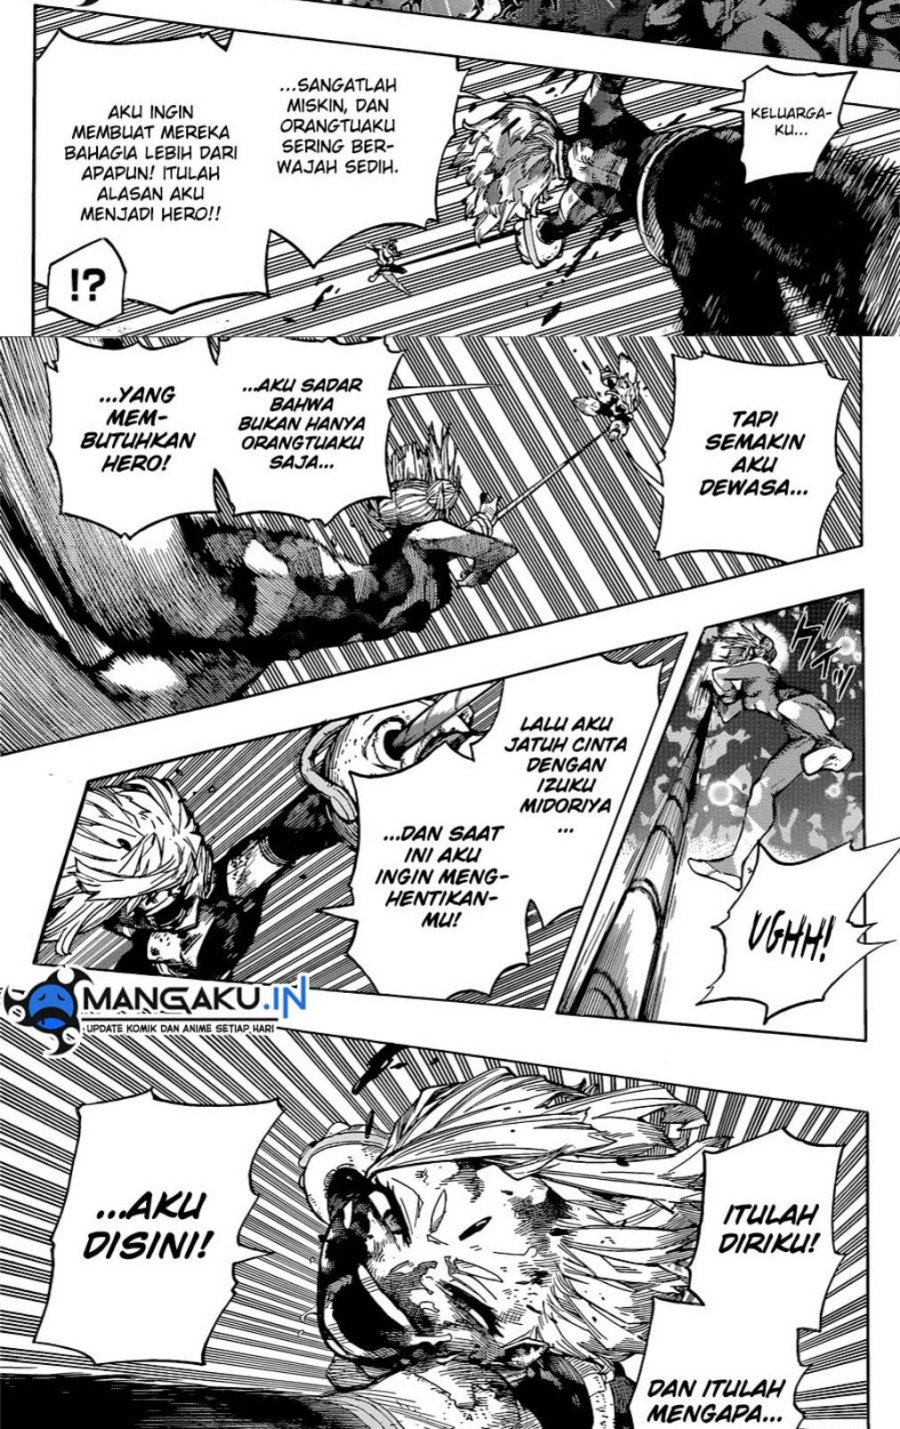 KELUARGA-
KU...
...SANGATLAH
MISKIN, DAN
ORANGTUAKU
SERING BER-
WAJAH SEDIH.
AKU INGIN
MEMBUAT MEREKA
BAHAGIA LEBIH DARI
APAPUN! ITULAH
ALASAN AKU
MENJADI HERO!!
!?
TAPI
SEMAKIN
AKU
DEWASA...
...AKU SADAR
BAHWA
BUKAN HANYA
ORANGTUAKU
SAJA...
...YANG
MEM-
BUTUHKAN
HERO!
UGHH!
LALU AKU
JATUH CINTA
DENGAN
IZUKU
MIDORIYA
...
...DAN SAAT
INI AKU
INGIN MENG-
HENTIKAN-
MU!
MANGAKU.IN
UPDATE KOMIK DAN ANIME SETIAP HARI
ITULAH
DIRIKU!
DAN ITULAH
MENGAPA...
...AKU
DISINI!